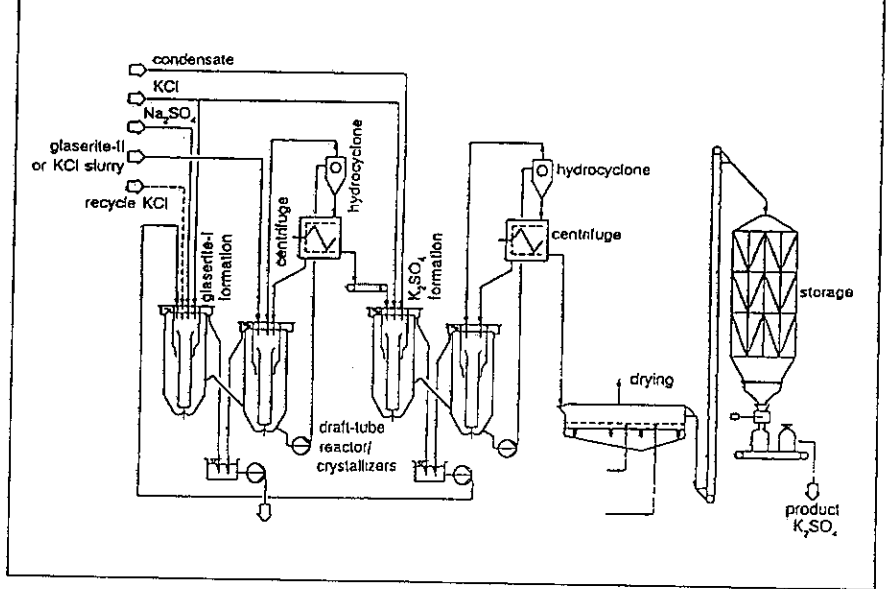 condensate
KCl
Na₂SO₄
glaserite-II
or KCl slurry
recycle KCl
glaserite-I
formation
centrifuge
hydrocyclone
K₂SO₄
formation
hydrocyclone
centrifuge
storage
drying
draft-tube
reactor/
crystallizers
product
K₂SO₄